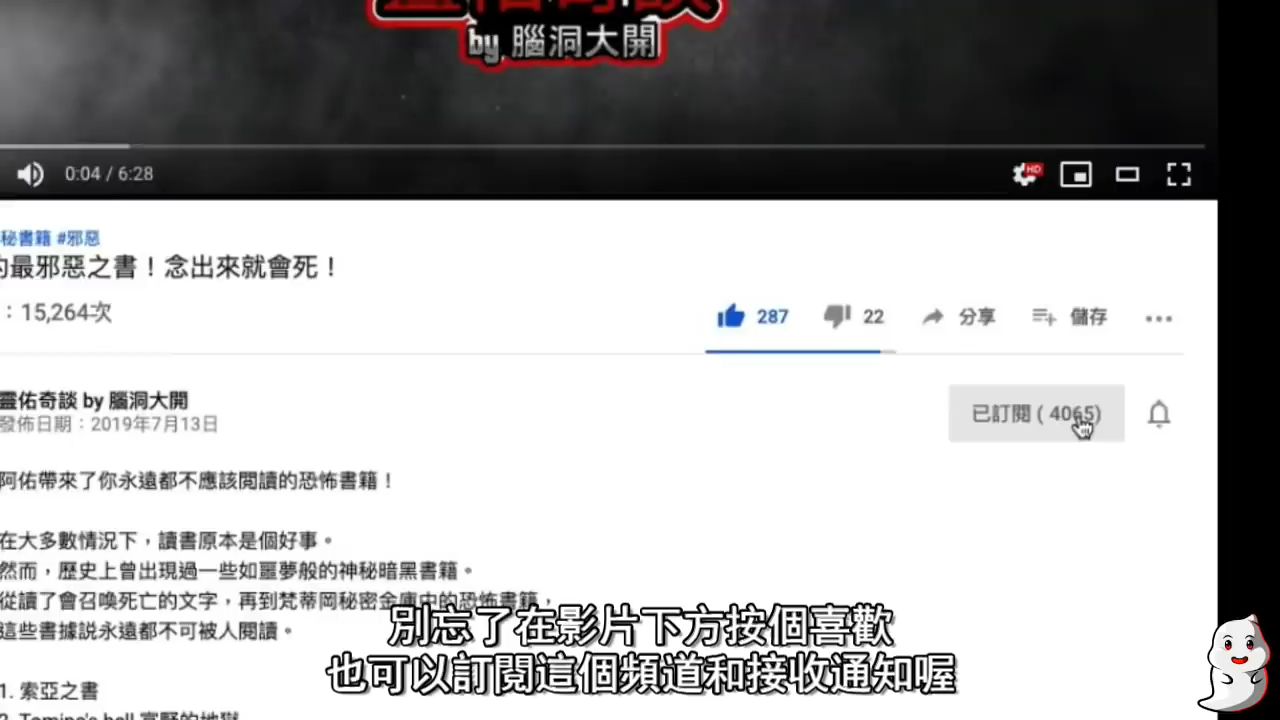 by 腦洞大開
0:04 / 6:28
HD
秘書籍 #邪惡
的最邪惡之書！念出來就會死！
：15,264次
287 22 分享 儲存
靈佑奇談 by 腦洞大開
發佈日期：2019年7月13日
已訂閱 ( 4065)
阿佑帶來了你永遠都不應該閱讀的恐怖書籍！
在大多數情況下，讀書原本是個好事。
然而，歷史上曾出現過一些如噩夢般的神秘暗黑書籍。
從讀了會召喚死亡的文字，再到梵蒂岡秘密金庫中的恐怖書籍，
這些書據說永遠都不可被人閱讀。
別忘了在影片下方按個喜歡
也可以訂閱這個頻道和接收通知喔
1. 索亞之書
2. Tomino's hell 富野的地獄